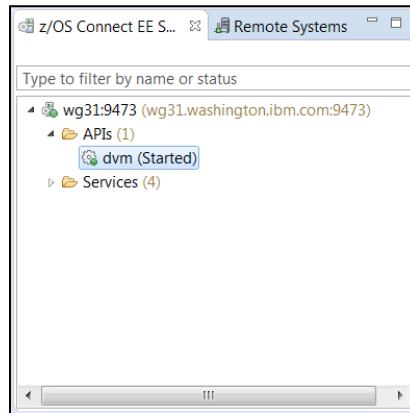 z/OS Connect EE S... Remote Systems
Type to filter by name or status
wg31:9473 (wg31.washington.ibm.com:9473)
APIs (1)
dvm (Started)
Services (4)